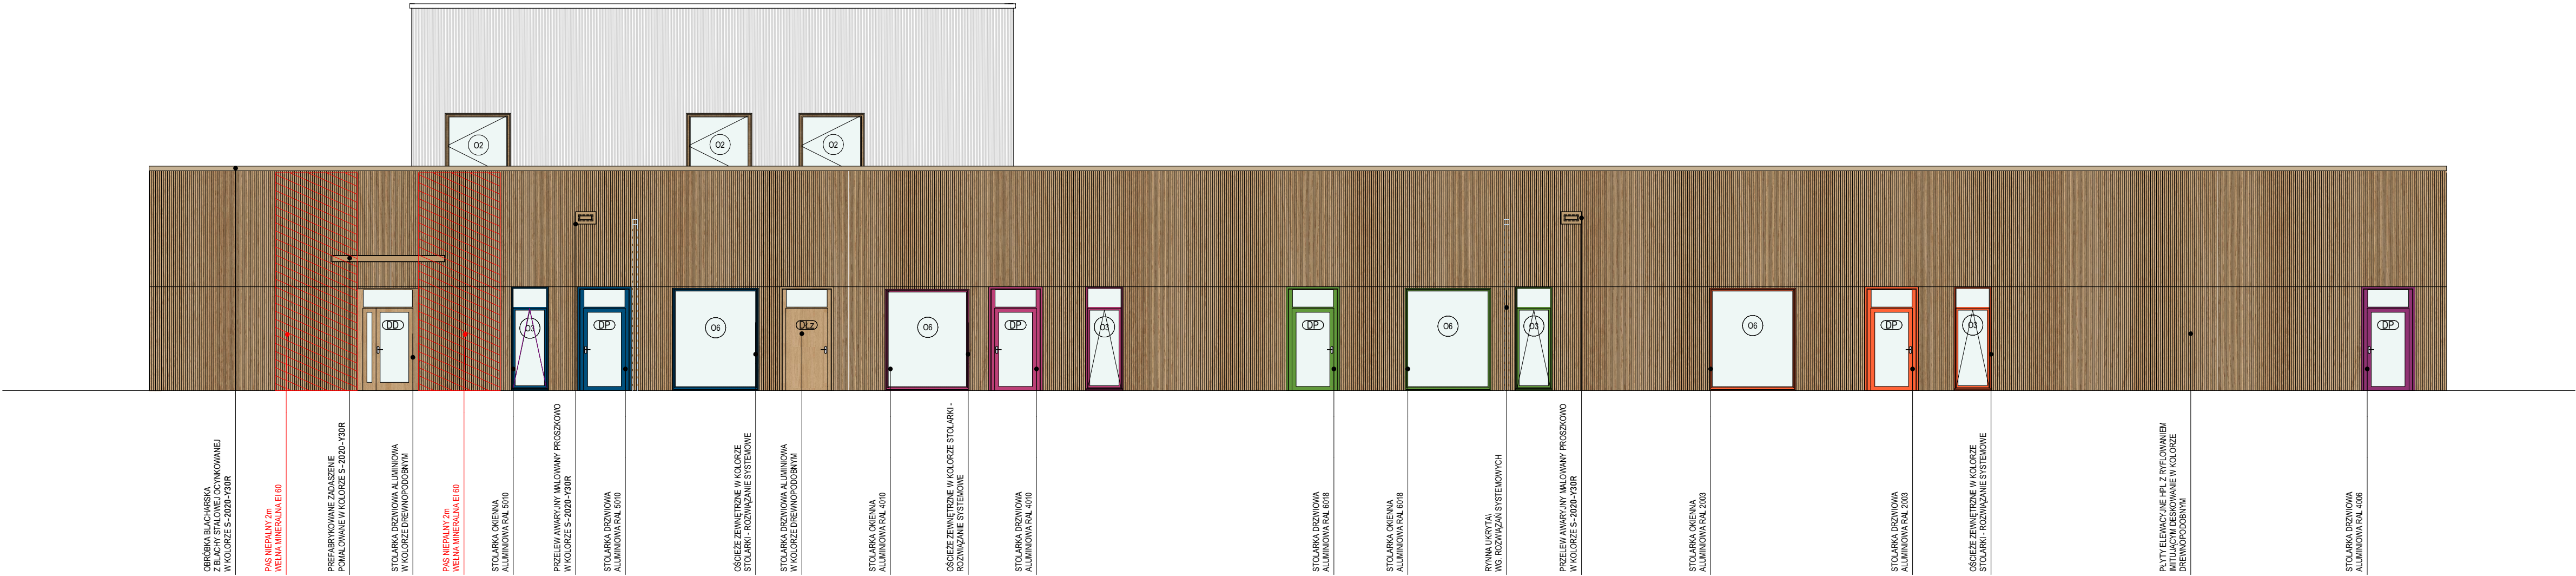 O2
O2
O2
DD
O3
DP
O6
DŁz
O6
DP
O3
DP
O6
O3
O6
DP
O3
DP
OBRÓBKA BLACHARSKA
Z BLACHY STALOWEJ OCYNKOWANEJ
W KOLORZE S-2020-Y30R
PAS NIEPALNY 2m
WEŁNA MINERALNA EI 60
PREFABRYKOWANE ZADASZENIE
POMALOWANE W KOLORZE S-2020-Y30R
STOLARKA DRZWIOWA ALUMINIOWA
W KOLORZE DREWNOPODOBNYM
PAS NIEPALNY 2m
WEŁNA MINERALNA EI 60
STOLARKA OKIENNA
ALUMINIOWA RAL 5010
PRZELEW AWARYJNY MALOWANY PROSZKOWO
W KOLORZE S-2020-Y30R
STOLARKA DRZWIOWA
ALUMINIOWA RAL 5010
OŚCIEŻE ZEWNĘTRZNE W KOLORZE
STOLARKI - ROZWIĄZANIE SYSTEMOWE
STOLARKA DRZWIOWA ALUMINIOWA
W KOLORZE DREWNOPODOBNYM
STOLARKA OKIENNA
ALUMINIOWA RAL 4010
OŚCIEŻE ZEWNĘTRZNE W KOLORZE STOLARKI -
ROZWIĄZANIE SYSTEMOWE
STOLARKA DRZWIOWA
ALUMINIOWA RAL 4010
STOLARKA DRZWIOWA
ALUMINIOWA RAL 6018
STOLARKA OKIENNA
ALUMINIOWA RAL 6018
RYNNA UKRYTA\
WG. ROZWIĄZAŃ SYSTEMOWYCH
PRZELEW AWARYJNY MALOWANY PROSZKOWO
W KOLORZE S-2020-Y30R
STOLARKA OKIENNA
ALUMINIOWA RAL 2003
STOLARKA DRZWIOWA
ALUMINIOWA RAL 2003
OŚCIEŻE ZEWNĘTRZNE W KOLORZE
STOLARKI - ROZWIĄZANIE SYSTEMOWE
PŁYTY ELEWACYJNE HPL Z RYFLOWANIEM
IMITUJĄCYM DESKOWANIE W KOLORZE
DREWNOPODOBNYM
STOLARKA DRZWIOWA
ALUMINIOWA RAL 4006